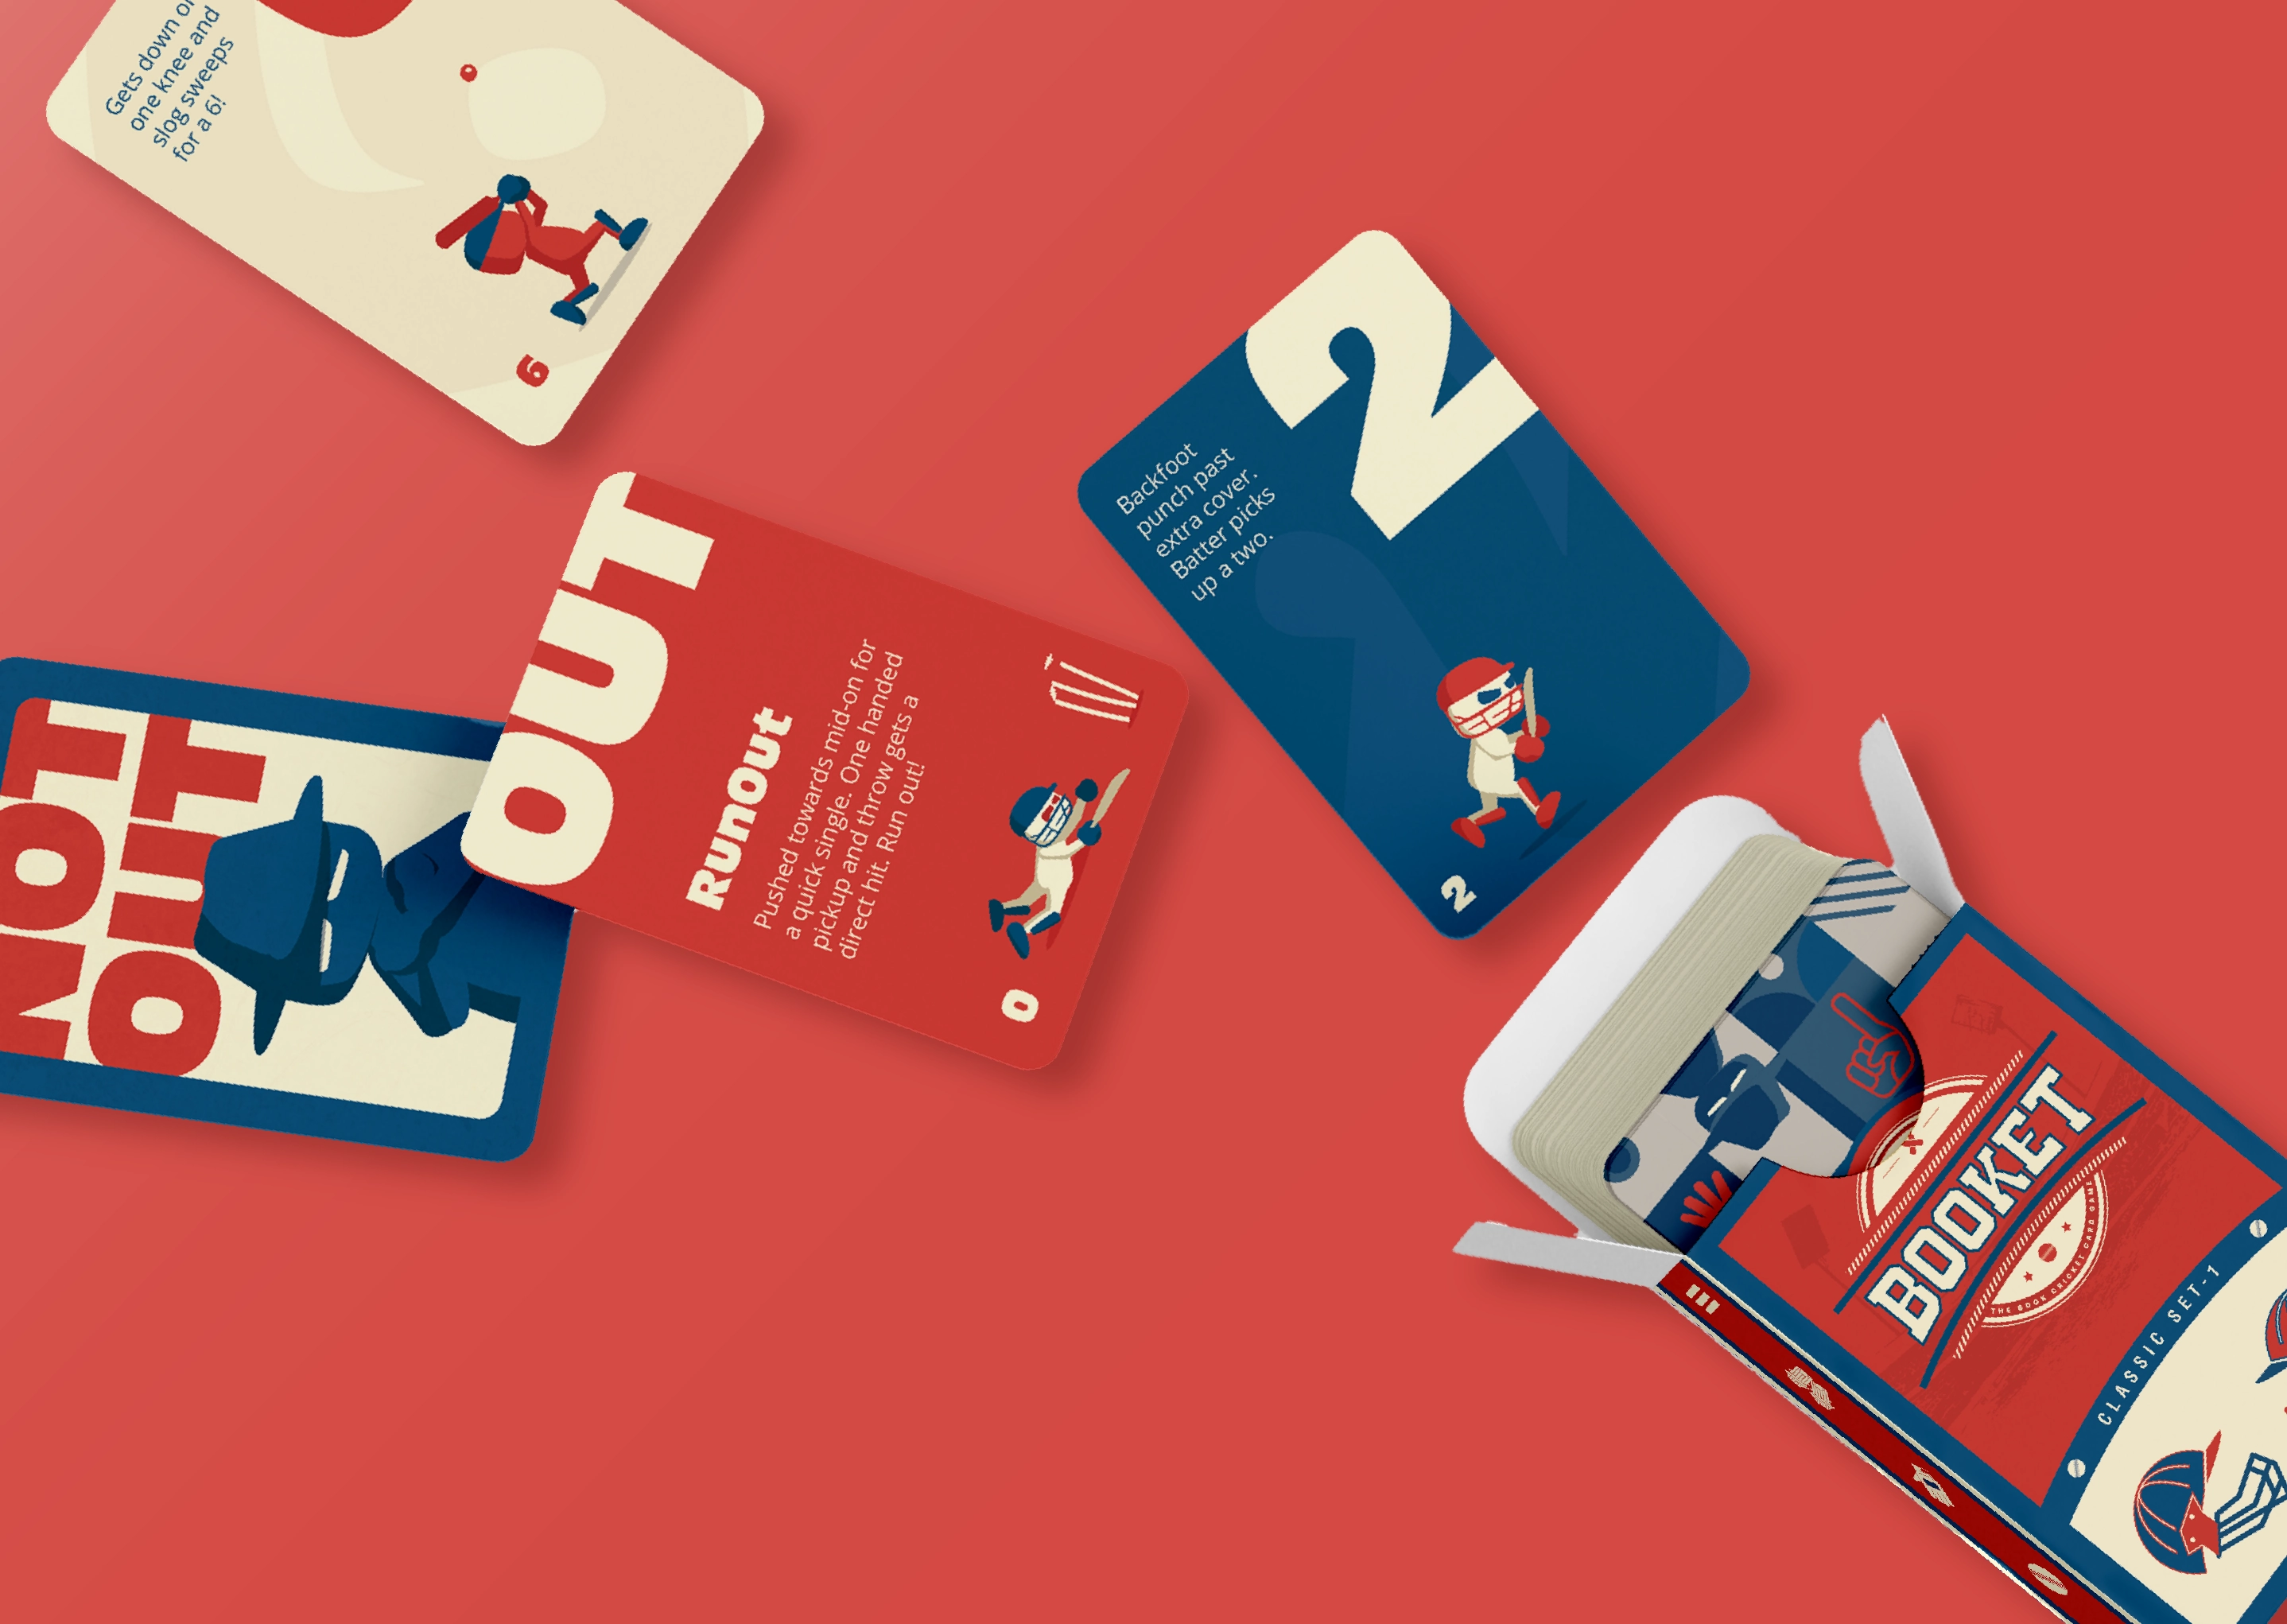 Gets down on
one knee and
slog sweeps
for a 6!
6
2
Backfoot
punch past
extra cover.
Batter picks
up a two.
2
OUT
Runout
Pushed towards mid-on for
a quick single. One handed
pickup and throw gets a
direct hit. Run out!
0
NOT
OUT
BOOKET
THE BOOK CRICKET CARD GAME
CLASSIC SET-1